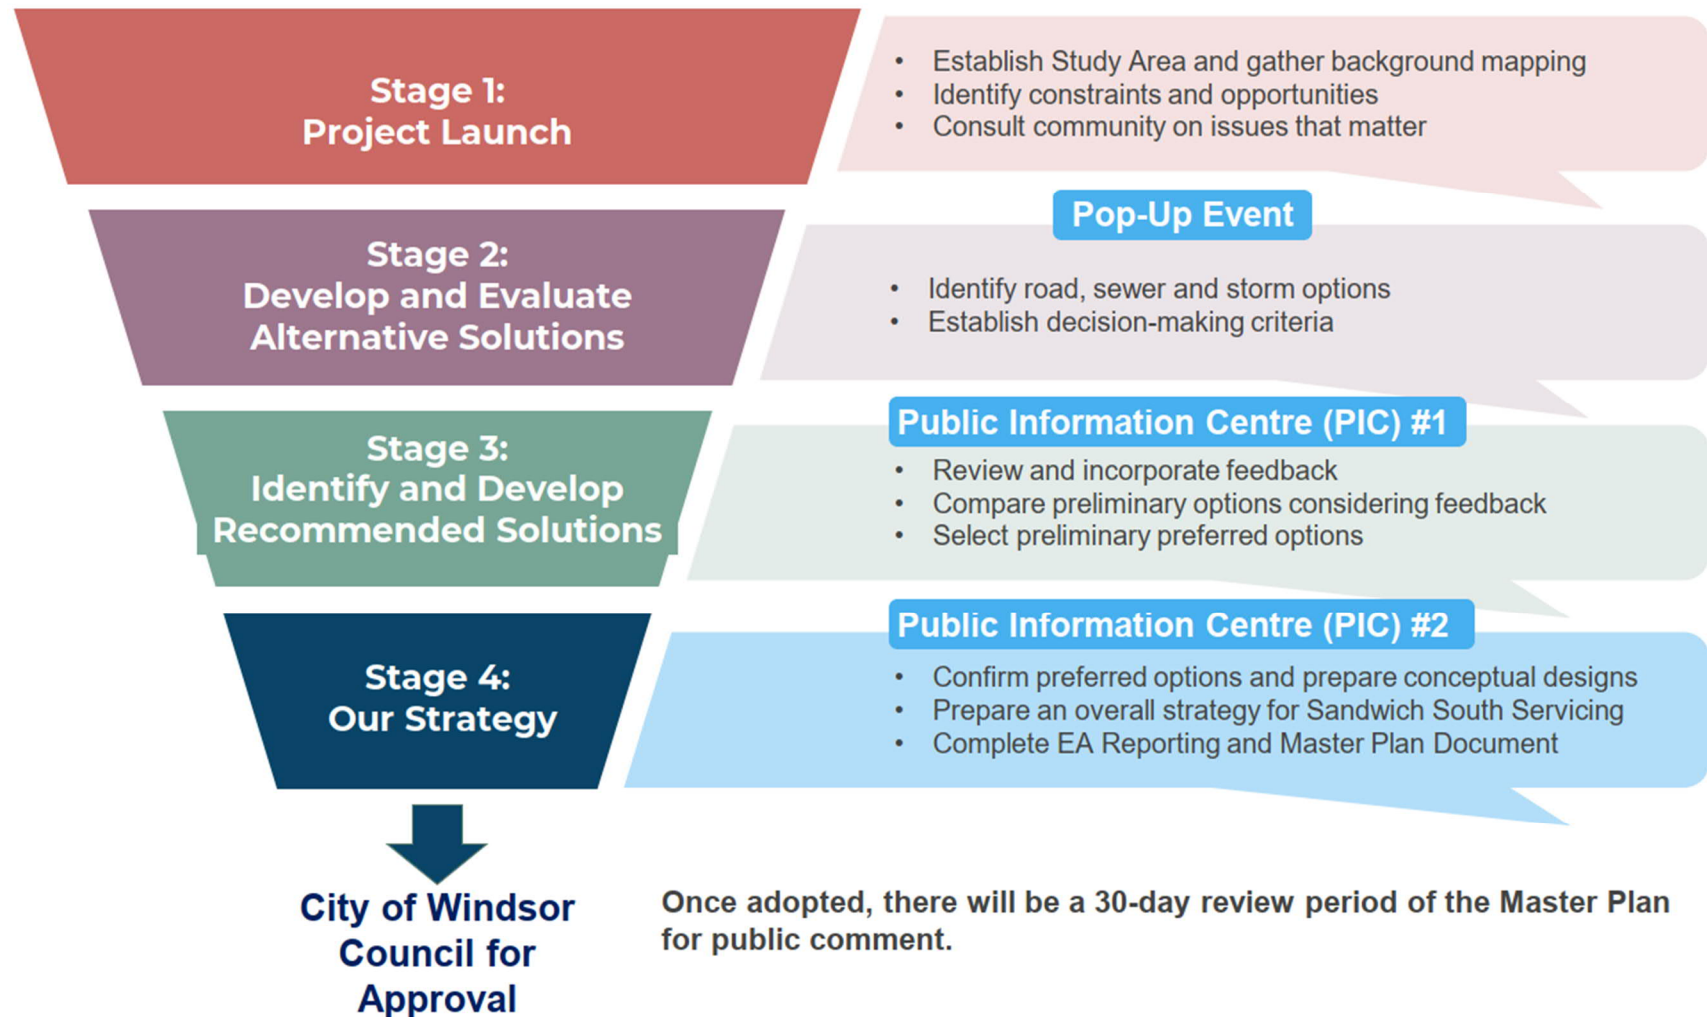 Stage 1:
Project Launch
• Establish Study Area and gather background mapping
• Identify constraints and opportunities
• Consult community on issues that matter
Pop-Up Event
Stage 2:
Develop and Evaluate
Alternative Solutions
• Identify road, sewer and storm options
• Establish decision-making criteria
Public Information Centre (PIC) #1
Stage 3:
Identify and Develop
Recommended Solutions
• Review and incorporate feedback
• Compare preliminary options considering feedback
• Select preliminary preferred options
Public Information Centre (PIC) #2
Stage 4:
Our Strategy
• Confirm preferred options and prepare conceptual designs
• Prepare an overall strategy for Sandwich South Servicing
• Complete EA Reporting and Master Plan Document
City of Windsor
Council for
Approval
Once adopted, there will be a 30-day review period of the Master Plan
for public comment.